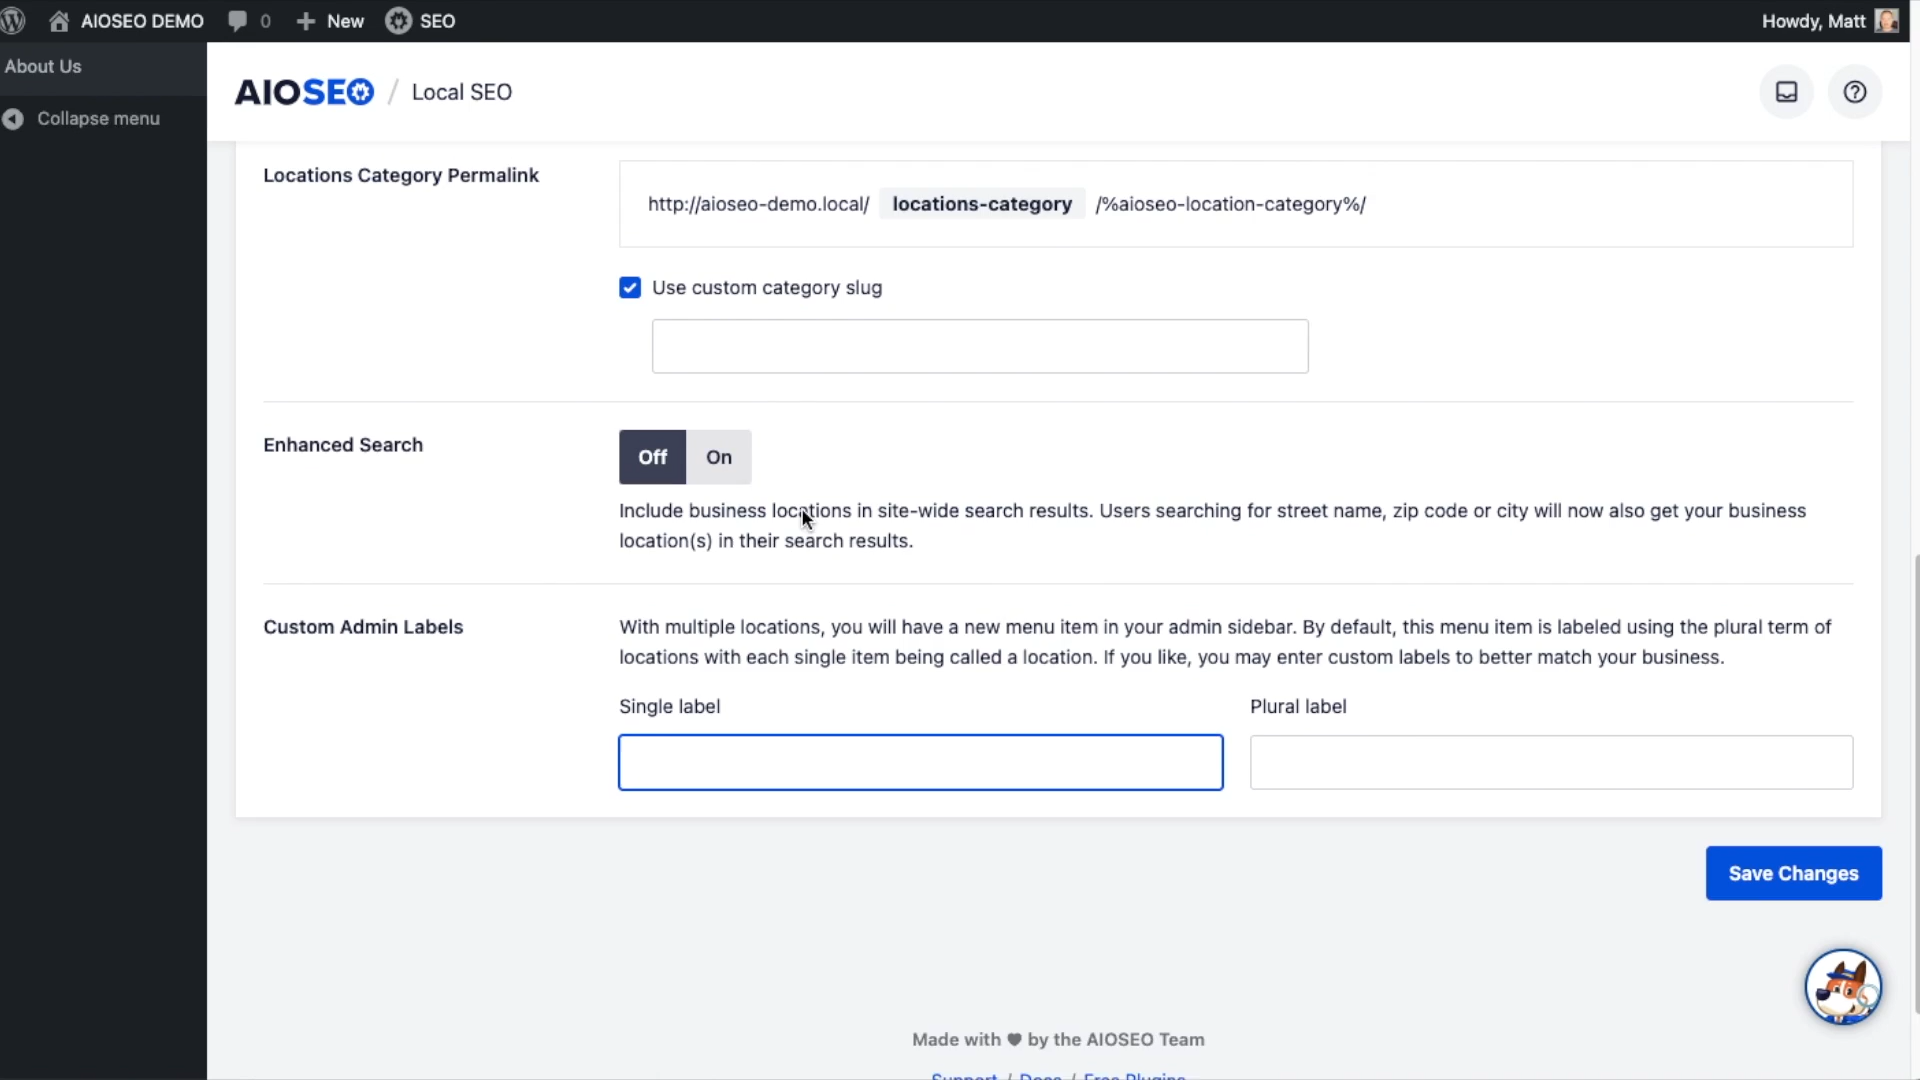 AIOSEO DEMO 0 New SEO Howdy, Matt
About Us
Collapse menu
AIOSEO / Local SEO
Locations Category Permalink
http://aioseo-demo.local/ locations-category /%aioseo-location-category%/
Use custom category slug
Enhanced Search
Off On
Include business locations in site-wide search results. Users searching for street name, zip code or city will now also get your business
location(s) in their search results.
Custom Admin Labels
With multiple locations, you will have a new menu item in your admin sidebar. By default, this menu item is labeled using the plural term of
locations with each single item being called a location. If you like, you may enter custom labels to better match your business.
Single label Plural label
Save Changes
Made with ♥ by the AIOSEO Team
Support / Docs / Free Plugins